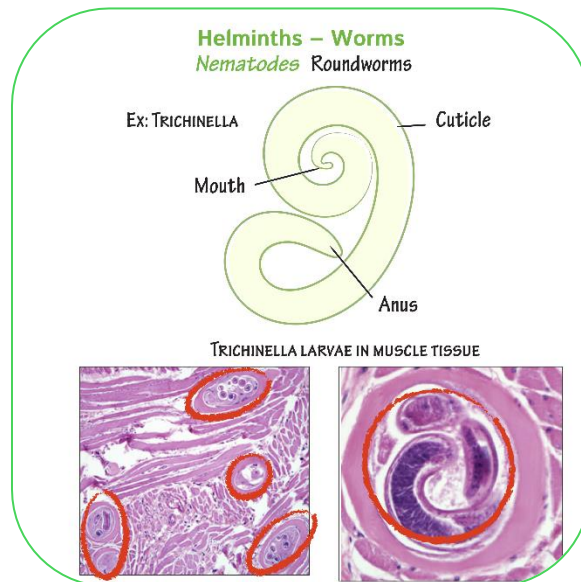 Helminths – Worms
Nematodes Roundworms
Ex: Trichinella
Cuticle
Mouth
Anus
Trichinella larvae in muscle tissue